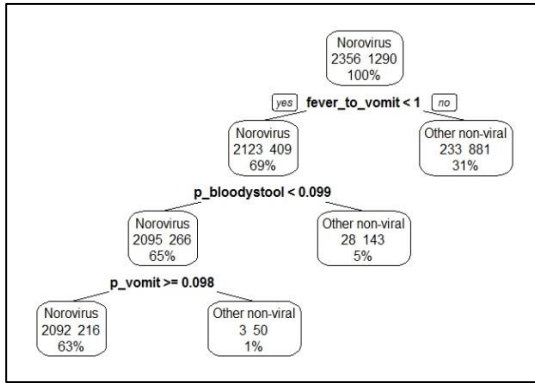 Norovirus
2356 1290
100%
yes fever_to_vomit < 1 no
Norovirus
2123 409
69%
Other non-viral
233 881
31%
p_bloodystool < 0.099
Norovirus
2095 266
65%
Other non-viral
28 143
5%
p_vomit >= 0.098
Norovirus
2092 216
63%
Other non-viral
3 50
1%